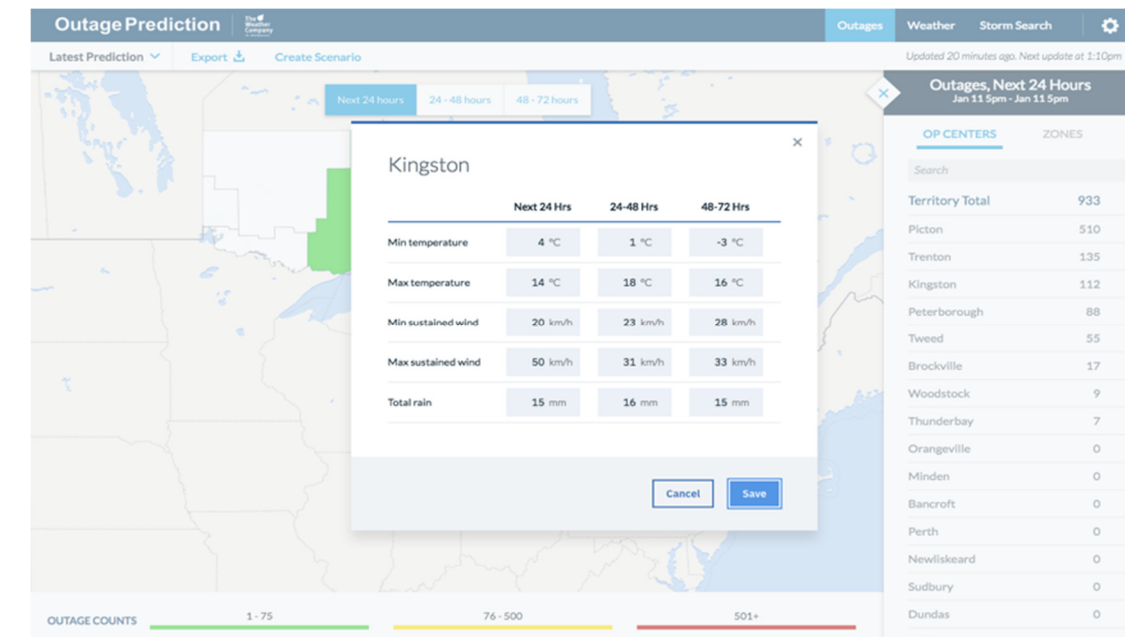 Outage Prediction The Weather Company Outages Weather Storm Search
Latest Prediction Export Create Scenario Updated 20 minutes ago. Next update at 1:10pm
Next 24 hours 24 - 48 hours 48 - 72 hours
Outages, Next 24 Hours
Jan 11 5pm - Jan 11 5pm
OP CENTERS ZONES
Search
Territory Total 933
Picton 510
Trenton 135
Kingston 112
Peterborough 88
Tweed 55
Brockville 17
Woodstock 9
Thunderbay 7
Orangeville 0
Minden 0
Bancroft 0
Perth 0
Newliskeard 0
Sudbury 0
Dundas 0
Kingston
Next 24 Hrs 24-48 Hrs 48-72 Hrs
Min temperature 4 °C 1 °C -3 °C
Max temperature 14 °C 18 °C 16 °C
Min sustained wind 20 km/h 23 km/h 28 km/h
Max sustained wind 50 km/h 31 km/h 33 km/h
Total rain 15 mm 16 mm 15 mm
Cancel Save
OUTAGE COUNTS 1 - 75 76 - 500 501+